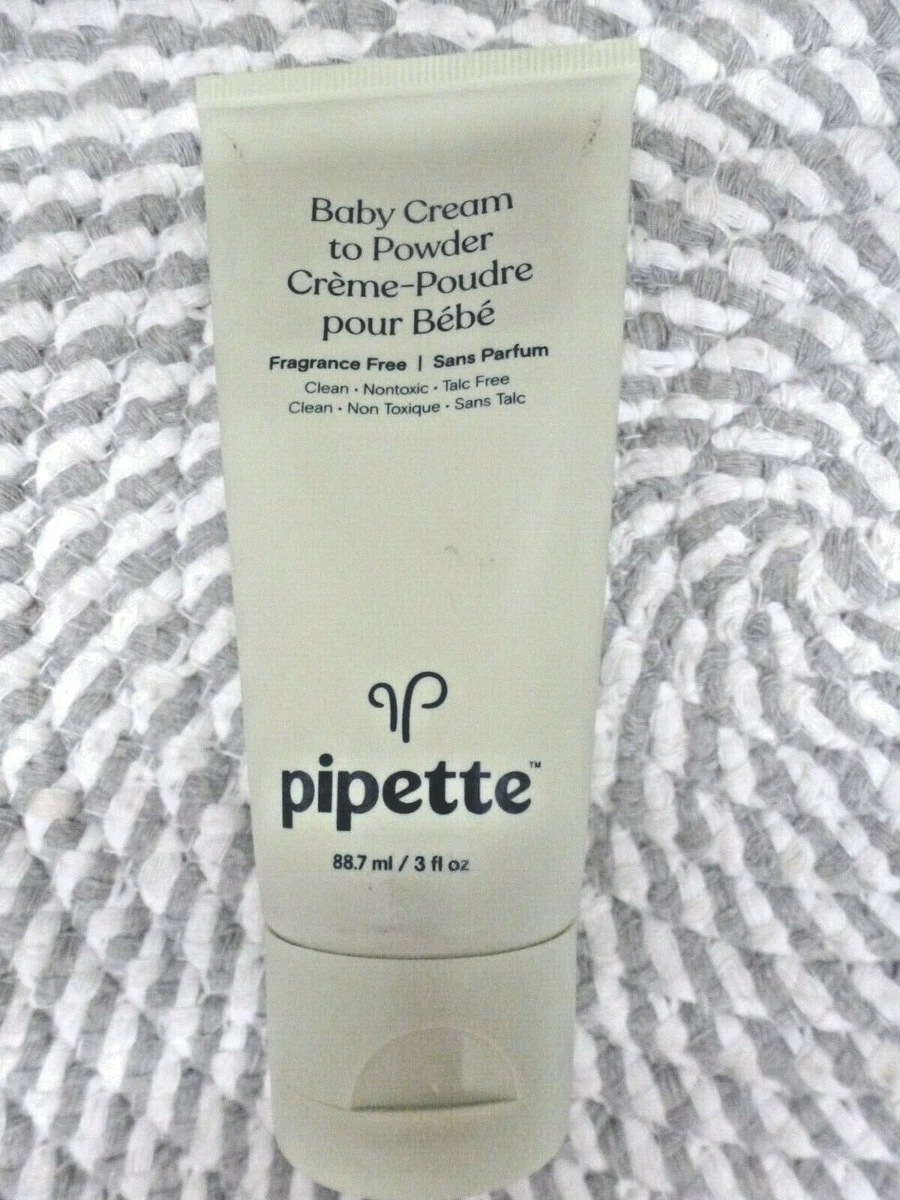 Baby Cream
to Powder
Crème-Poudre
pour Bébé
Fragrance Free | Sans Parfum
Clean · Nontoxic · Talc Free
Clean · Non Toxique · Sans Talc
pipette™
88.7 ml / 3 fl oz